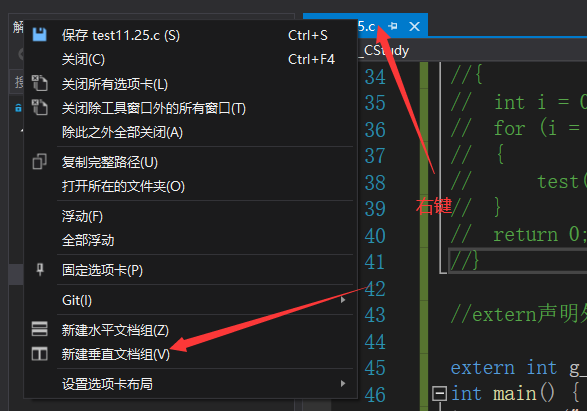 解
搜
保存 test11.25.c (S) Ctrl+S
关闭(C) Ctrl+F4
关闭所有选项卡(L)
关闭除工具窗口外的所有窗口(T)
除此之外全部关闭(A)
复制完整路径(U)
打开所在的文件夹(O)
浮动(F)
全部浮动
固定选项卡(P)
Git(I)
新建水平文档组(Z)
新建垂直文档组(V)
设置选项卡布局
5.c
_CStudy
右键
34 //{
35 // int i = 0
36 // for (i =
37 // {
38 // test(
39 // }
40 // return 0;
41 //}
42
43 //extern声明外
44
45 extern int g_
46 int main() {